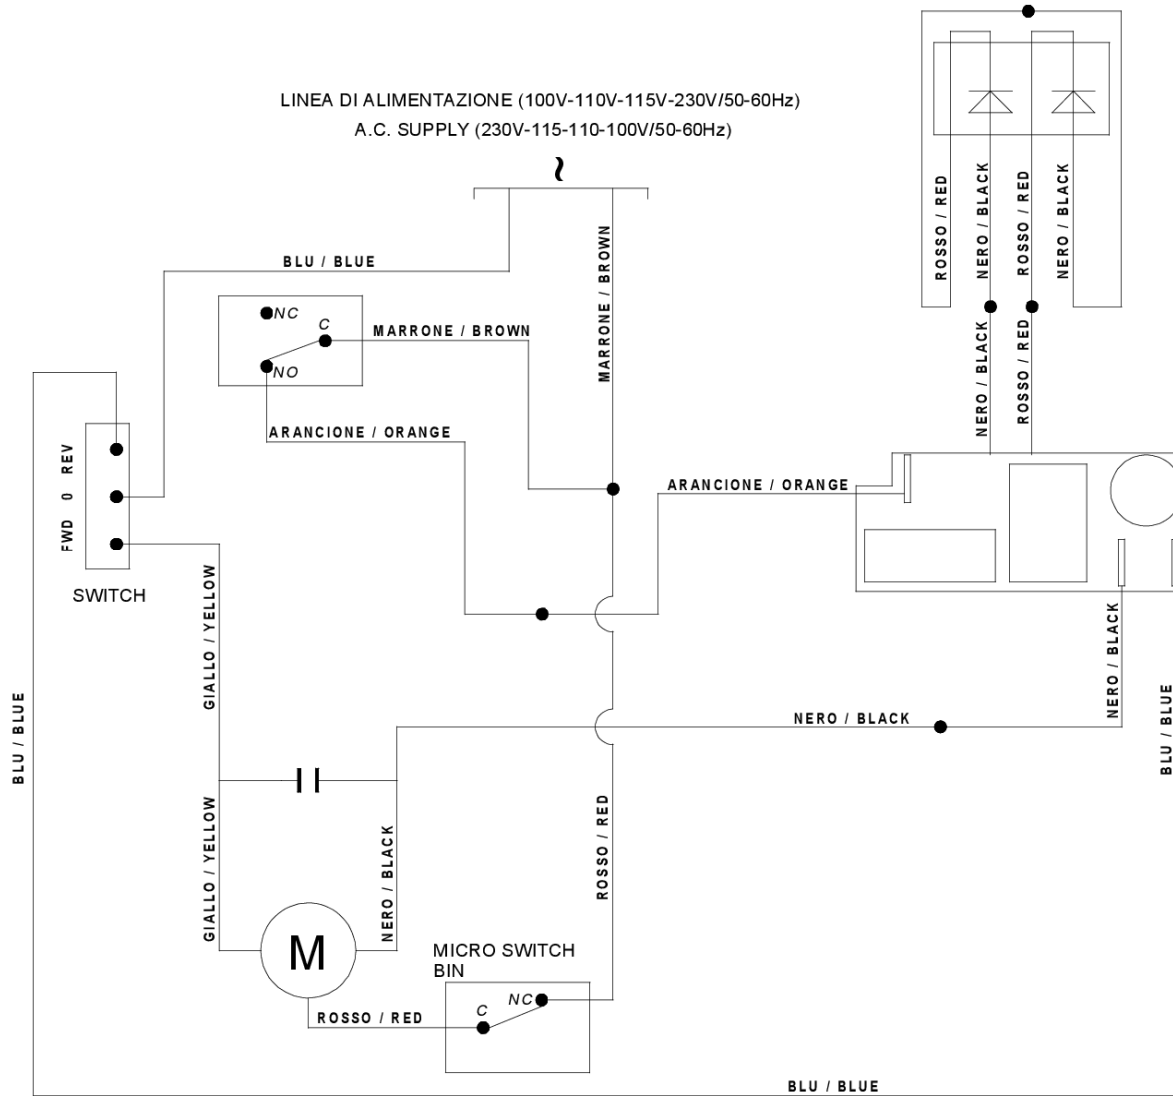 LINEA DI ALIMENTAZIONE (100V-110V-115V-230V/50-60Hz)
A.C. SUPPLY (230V-115-110-100V/50-60Hz)
~
ROSSO / RED
NERO / BLACK
ROSSO / RED
NERO / BLACK
BLU / BLUE
MARRONE / BROWN
NC
C
MARRONE / BROWN
NO
NERO / BLACK
ROSSO / RED
ARANCIONE / ORANGE
FWD 0 REV
ARANCIONE / ORANGE
SWITCH
GIALLO / YELLOW
NERO / BLACK
BLU / BLUE
NERO / BLACK
BLU / BLUE
GIALLO / YELLOW
NERO / BLACK
ROSSO / RED
M
MICRO SWITCH
BIN
NC
C
ROSSO / RED
BLU / BLUE